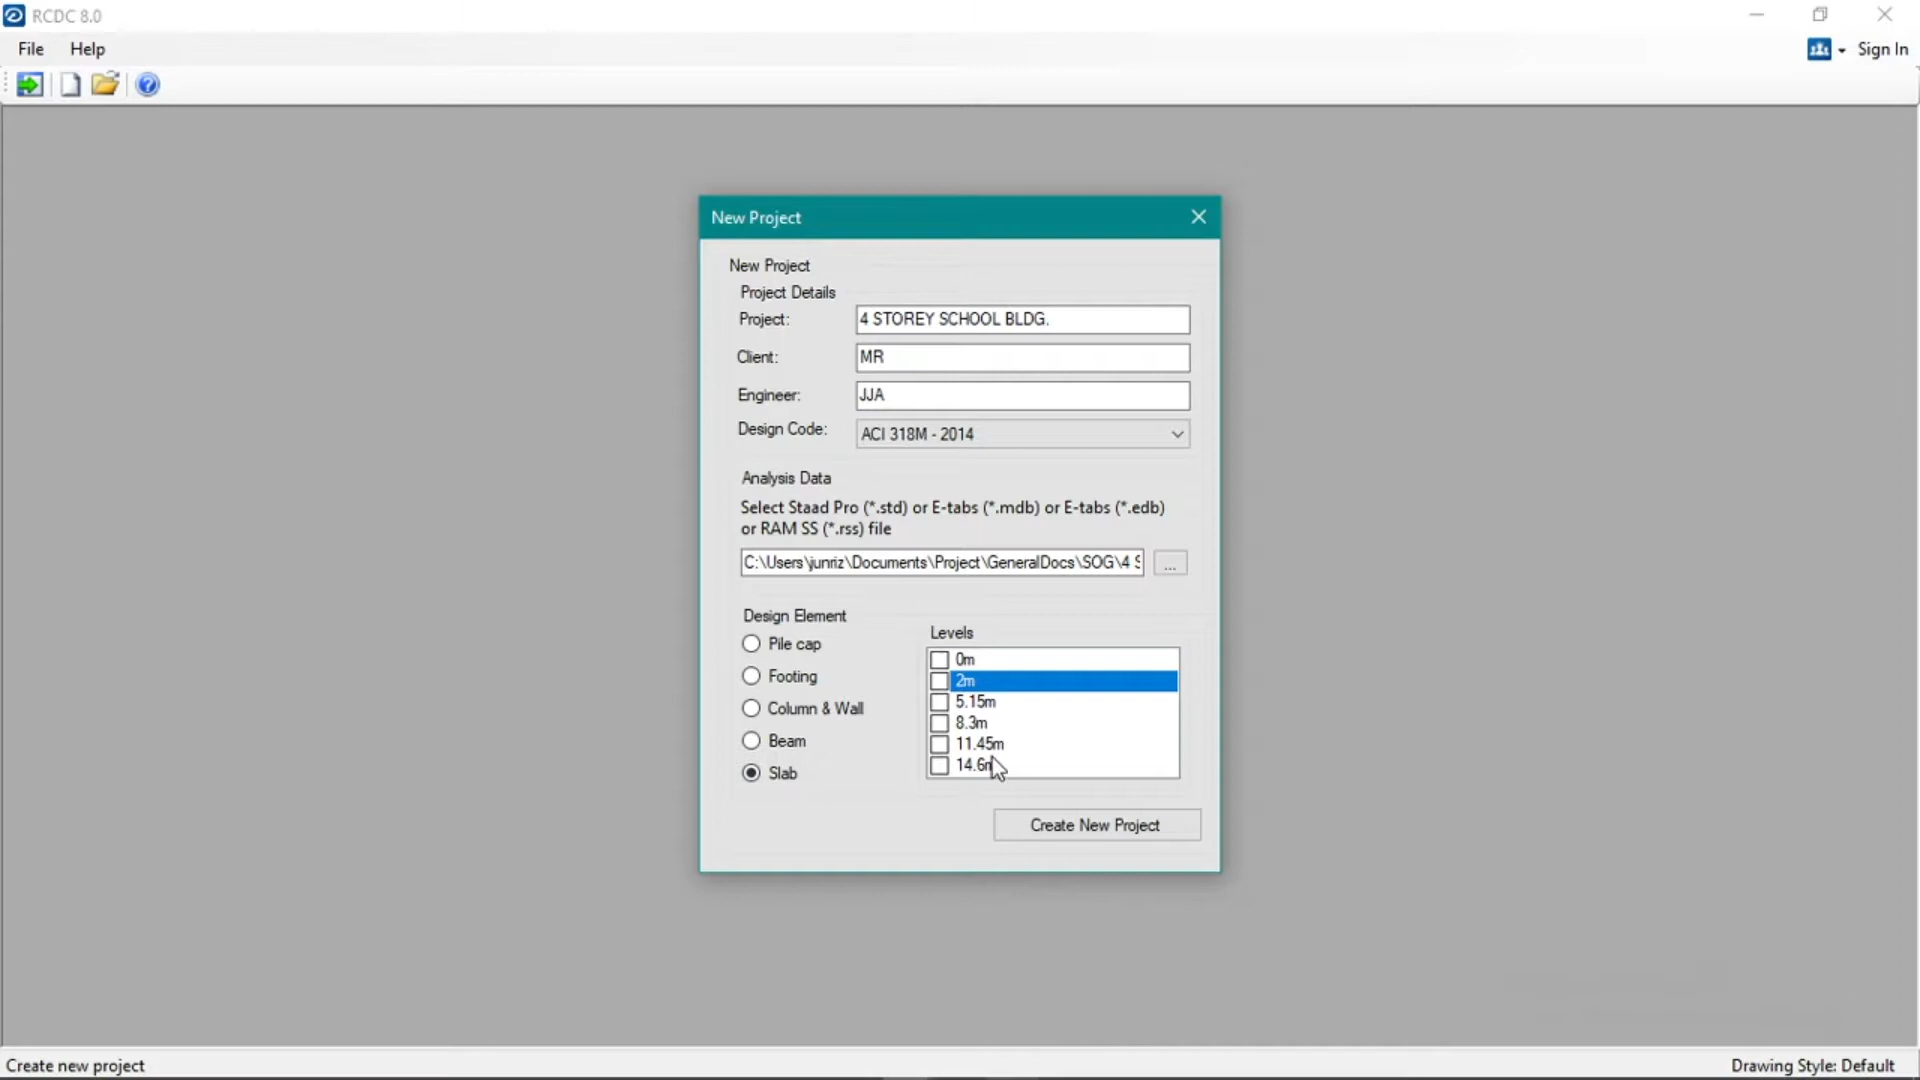 RCDC 8.0
File Help
Sign In
New Project
New Project
Project Details
Project: 4 STOREY SCHOOL BLDG.
Client: MR
Engineer: JJA
Design Code: ACI 318M - 2014
Analysis Data
Select Staad Pro (*.std) or E-tabs (*.mdb) or E-tabs (*.edb)
or RAM SS (*.rss) file
C:\Users\junriz\Documents\Project\GeneralDocs\SOG\4 S
...
Design Element
Levels
Pile cap
Footing
Column & Wall
Beam
Slab
0m
2m
5.15m
8.3m
11.45m
14.6m
Create New Project
Create new project
Drawing Style: Default